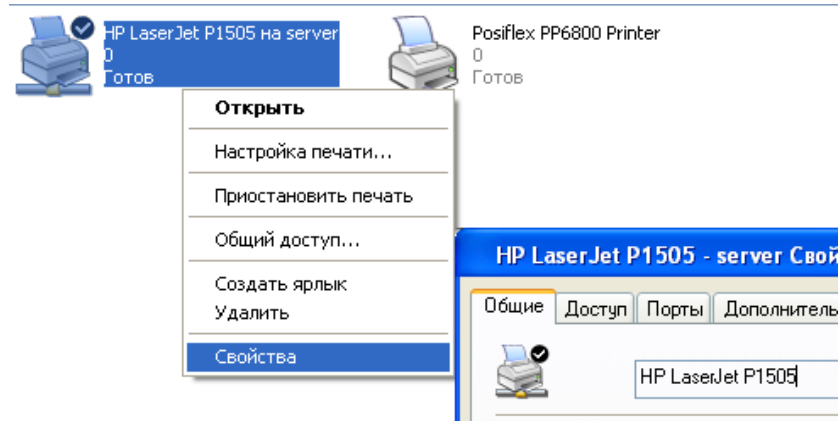 HP LaserJet P1505 на server
0
Готов
Posiflex PP6800 Printer
0
Готов
Открыть
Настройка печати...
Приостановить печать
Общий доступ...
Создать ярлык
Удалить
Свойства
HP LaserJet P1505 - server Свой
Общие Доступ Порты Дополнитель
HP LaserJet P1505